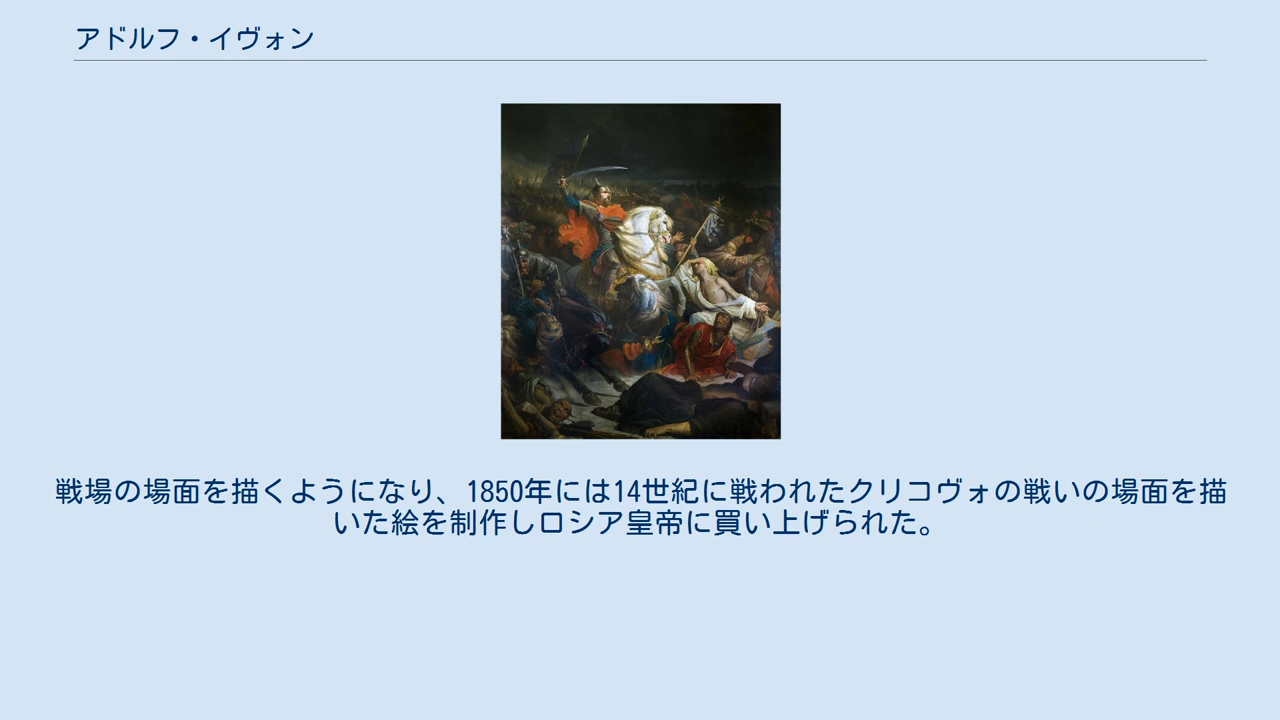 アドルフ・イヴォン
戦場の場面を描くようになり、1850年には14世紀に戦われたクリコヴォの戦いの場面を描
いた絵を制作しロシア皇帝に買い上げられた。